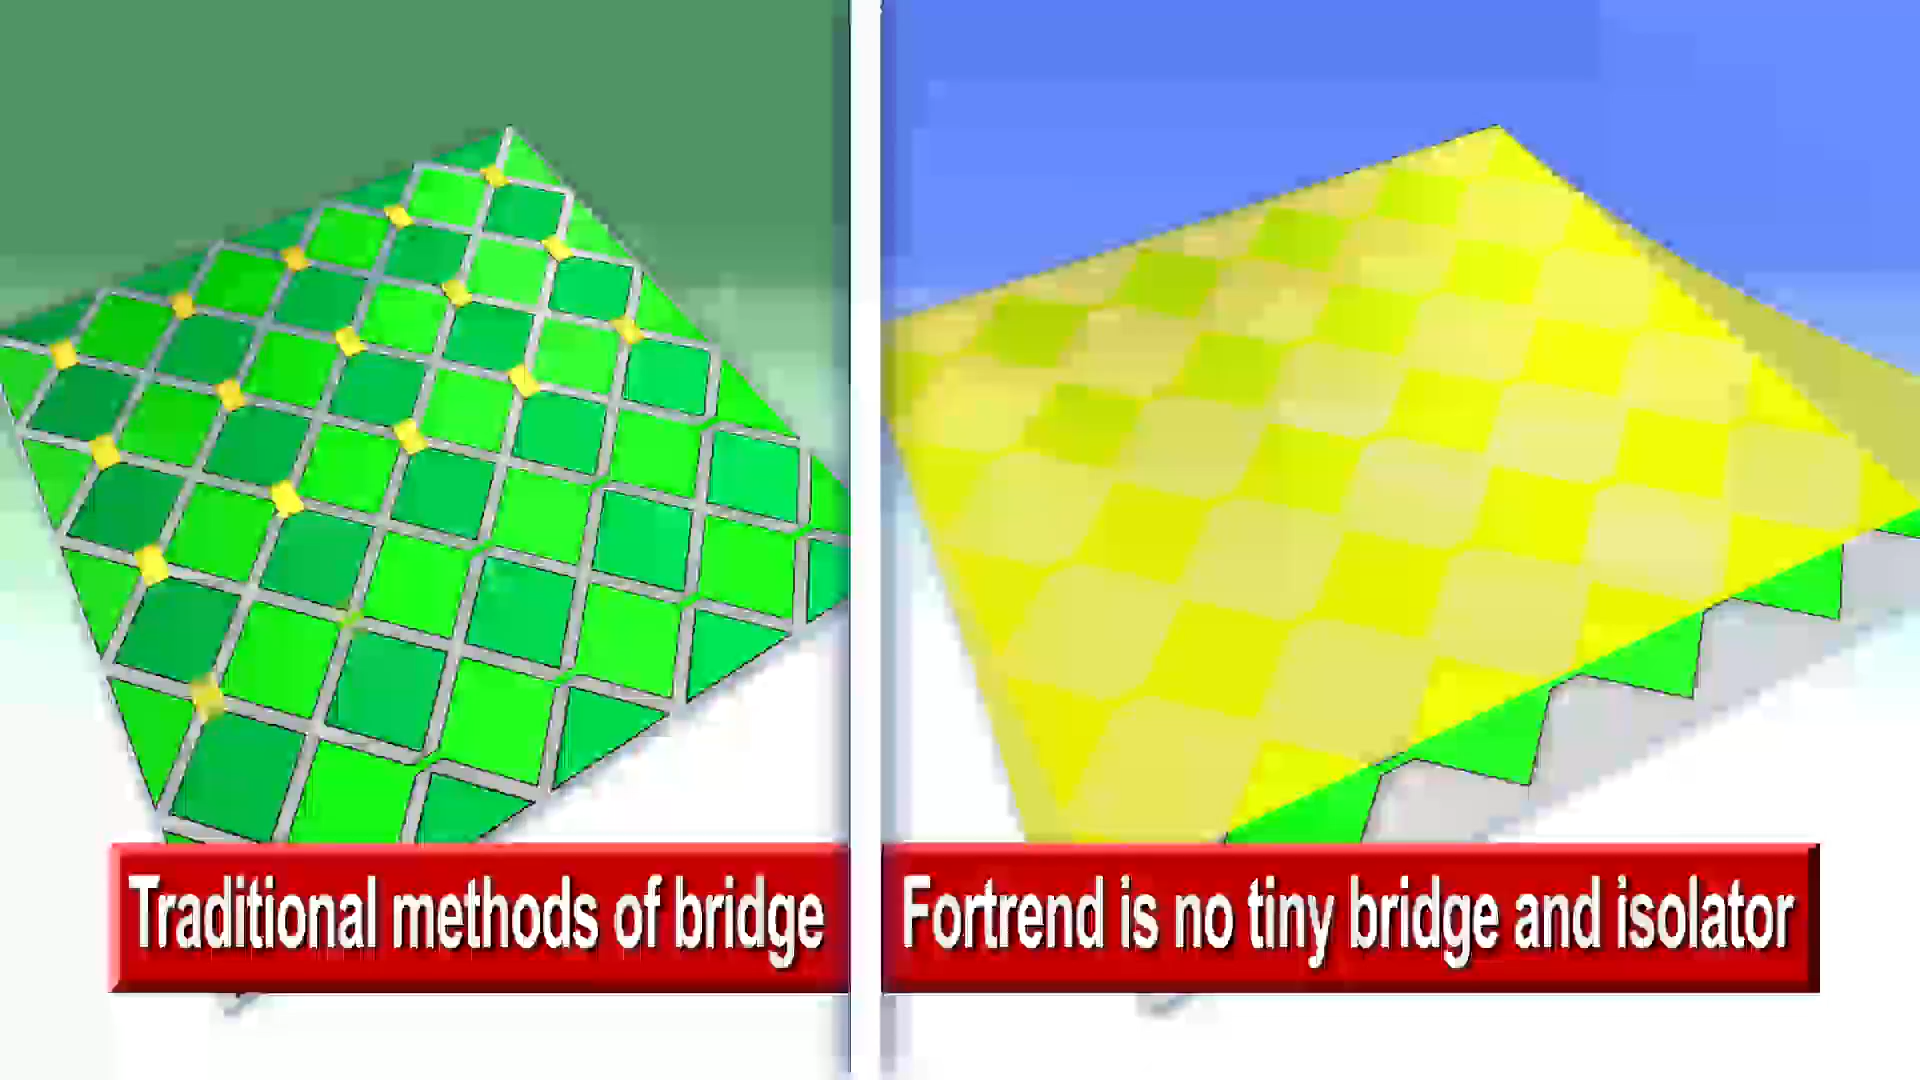 Traditional methods of bridge
Fortrend is no tiny bridge and isolator